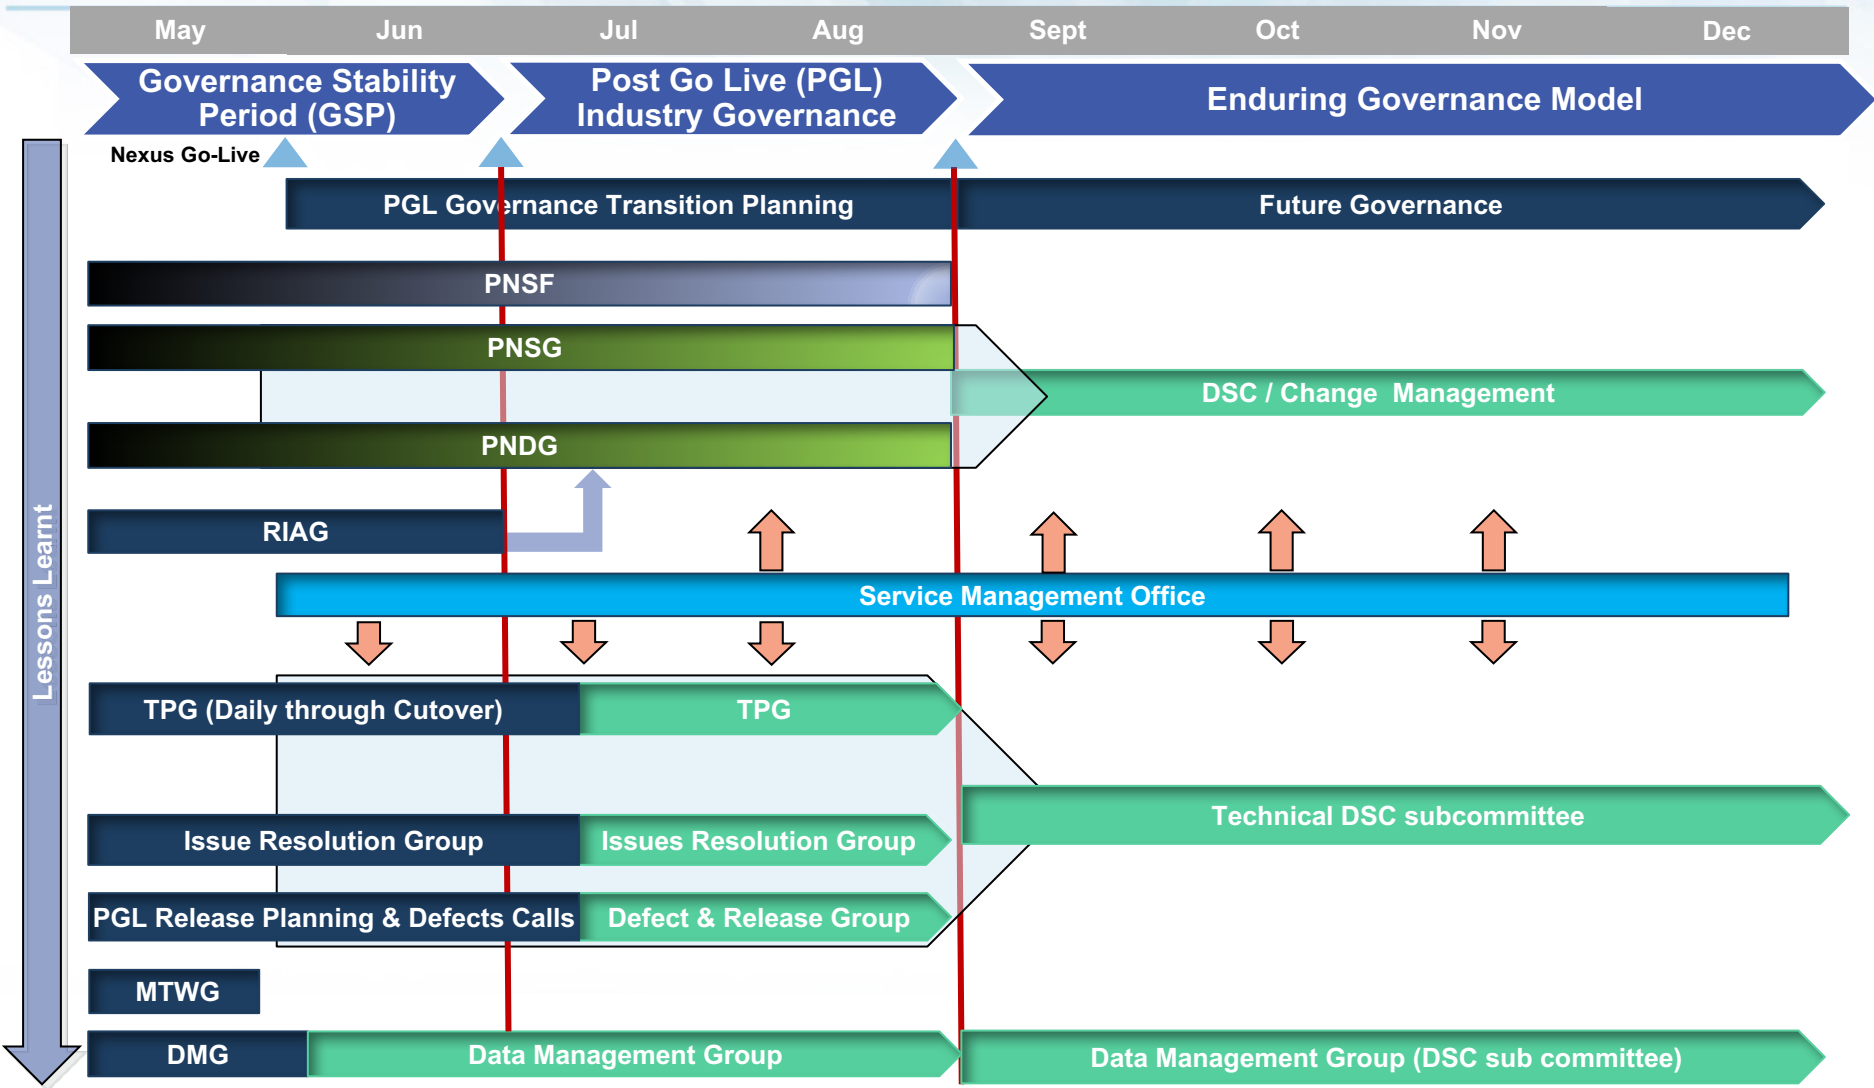 May
Jun
Jul
Aug
Sept
Oct
Nov
Dec
Governance Stability
Period (GSP)
Post Go Live (PGL)
Industry Governance
Enduring Governance Model
Nexus Go-Live
PGL Governance Transition Planning
Future Governance
PNSF
PNSG
DSC / Change  Management
PNDG
RIAG
Service Management Office
Lessons Learnt
TPG (Daily through Cutover)
TPG
Technical DSC subcommittee
Issue Resolution Group
Issues Resolution Group
PGL Release Planning & Defects Calls
Defect & Release Group
MTWG
DMG
Data Management Group
Data Management Group (DSC sub committee)